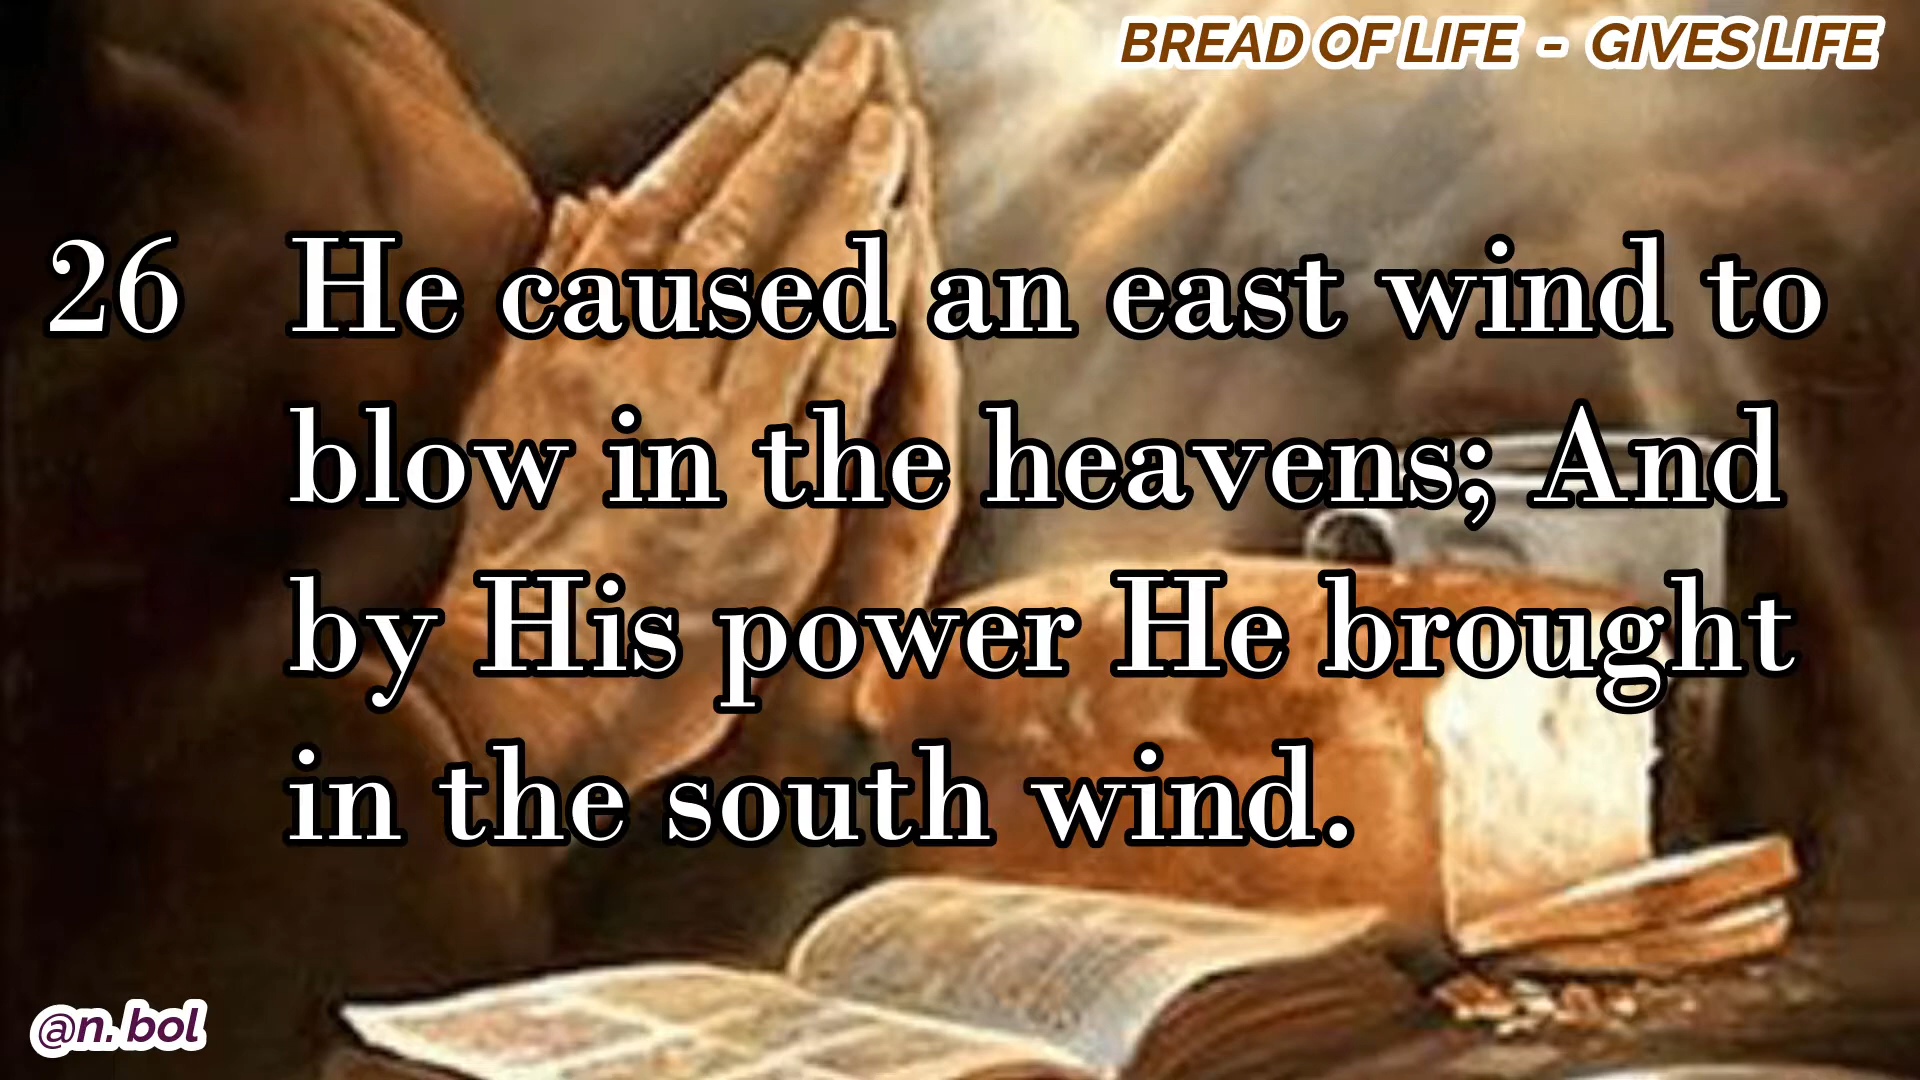 BREAD OF LIFE - GIVES LIFE
26 He caused an east wind to
blow in the heavens; And
by His power He brought
in the south wind.
@n. bol